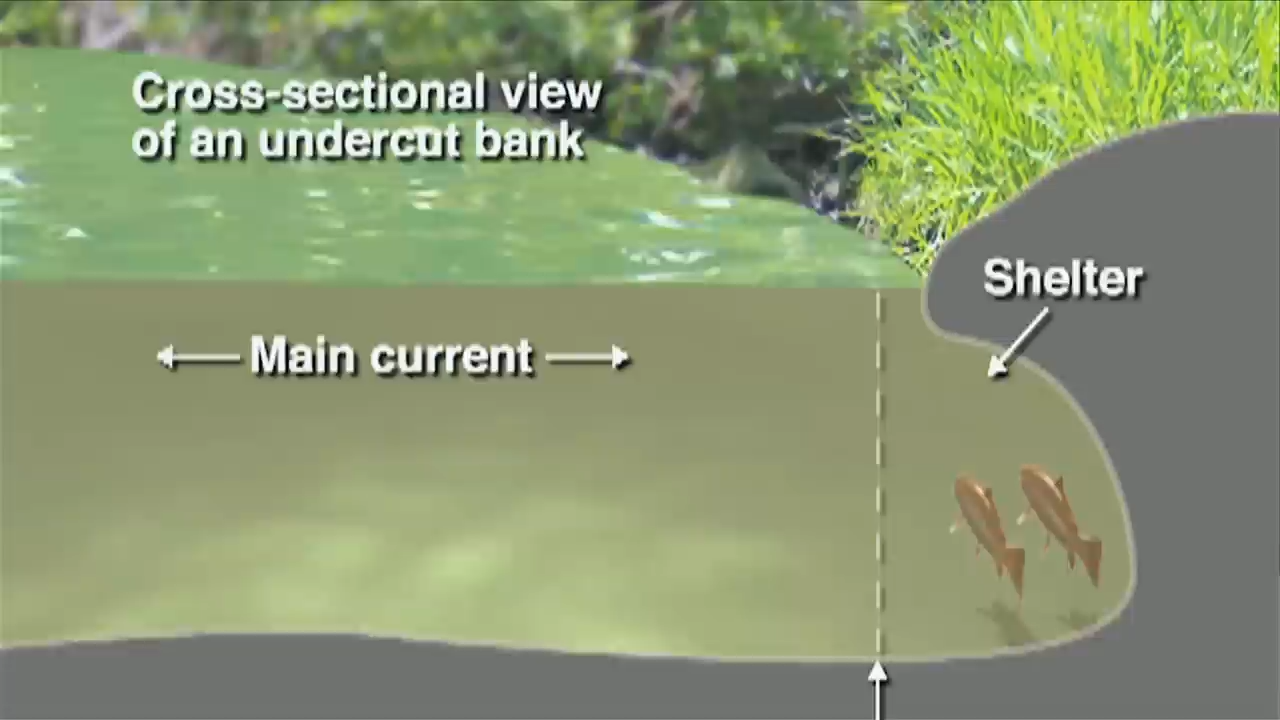 Cross-sectional view
of an undercut bank
Shelter
Main current